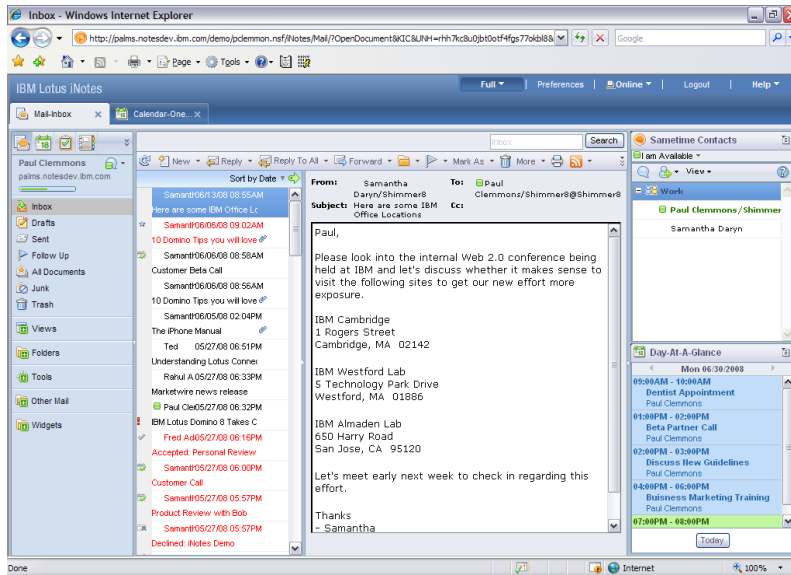 Inbox - Windows Internet Explorer
http://palms.notesdev.ibm.com/demo/pclemmon.nsf/iNotes/Mail/?OpenDocument&KIC&UNH=rhh7kc8u0jbt0otf4fgs77okbl8&
Google
Page Tools
IBM Lotus iNotes
Full Preferences Online Logout Help
Mail-Inbox X Calendar-One... X
Inbox Search
Paul Clemmons
palms.notesdev.ibm.com
Inbox
Drafts
Sent
Follow Up
All Documents
Junk
Trash
Views
Folders
Tools
Other Mail
Widgets
New Reply Reply To All Forward Mark As More
Sort by Date
Samant 06/13/08 08:55AM
Here are some IBM Office Lc
Samant 06/06/08 09:02AM
10 Domino Tips you will love
Samant 06/06/08 08:58AM
Customer Beta Call
Samant 06/06/08 08:56AM
10 Domino Tips you will love
Samant 06/05/08 02:04PM
The iPhone Manual
Ted 05/27/08 06:51PM
Understanding Lotus Connec
Rahul A 05/27/08 06:33PM
Marketwire news release
Paul Cle 05/27/08 06:32PM
! IBM Lotus Domino 8 Takes C
Fred Ad 05/27/08 06:16PM
Accepted: Personal Review
Samant 05/27/08 06:00PM
Customer Call
Samant 05/27/08 05:57PM
Product Review with Bob
Samant 05/27/08 05:57PM
Declined: iNotes Demo
From: Samantha Daryn/Shimmer8
To: Paul Clemmons/Shimmer8@Shimmer8
Subject: Here are some IBM Office Locations
Cc:
Paul,
Please look into the internal Web 2.0 conference being
held at IBM and let's discuss whether it makes sense to
visit the following sites to get our new effort more
exposure.
IBM Cambridge
1 Rogers Street
Cambridge, MA 02142
IBM Westford Lab
5 Technology Park Drive
Westford, MA 01886
IBM Almaden Lab
650 Harry Road
San Jose, CA 95120
Let's meet early next week to check in regarding this
effort.
Thanks
- Samantha
Sametime Contacts
I am Available
View
Work
Paul Clemmons/Shimmer
Samantha Daryn
Day-At-A-Glance
Mon 06/30/2008
09:00AM - 10:00AM
Dentist Appointment
Paul Clemmons
01:00PM - 02:00PM
Beta Partner Call
Paul Clemmons
02:00PM - 03:00PM
Discuss New Guidelines
Paul Clemmons
04:00PM - 06:00PM
Buisness Marketing Training
Paul Clemmons
07:00PM - 08:00PM
Today
Done
Internet
100%